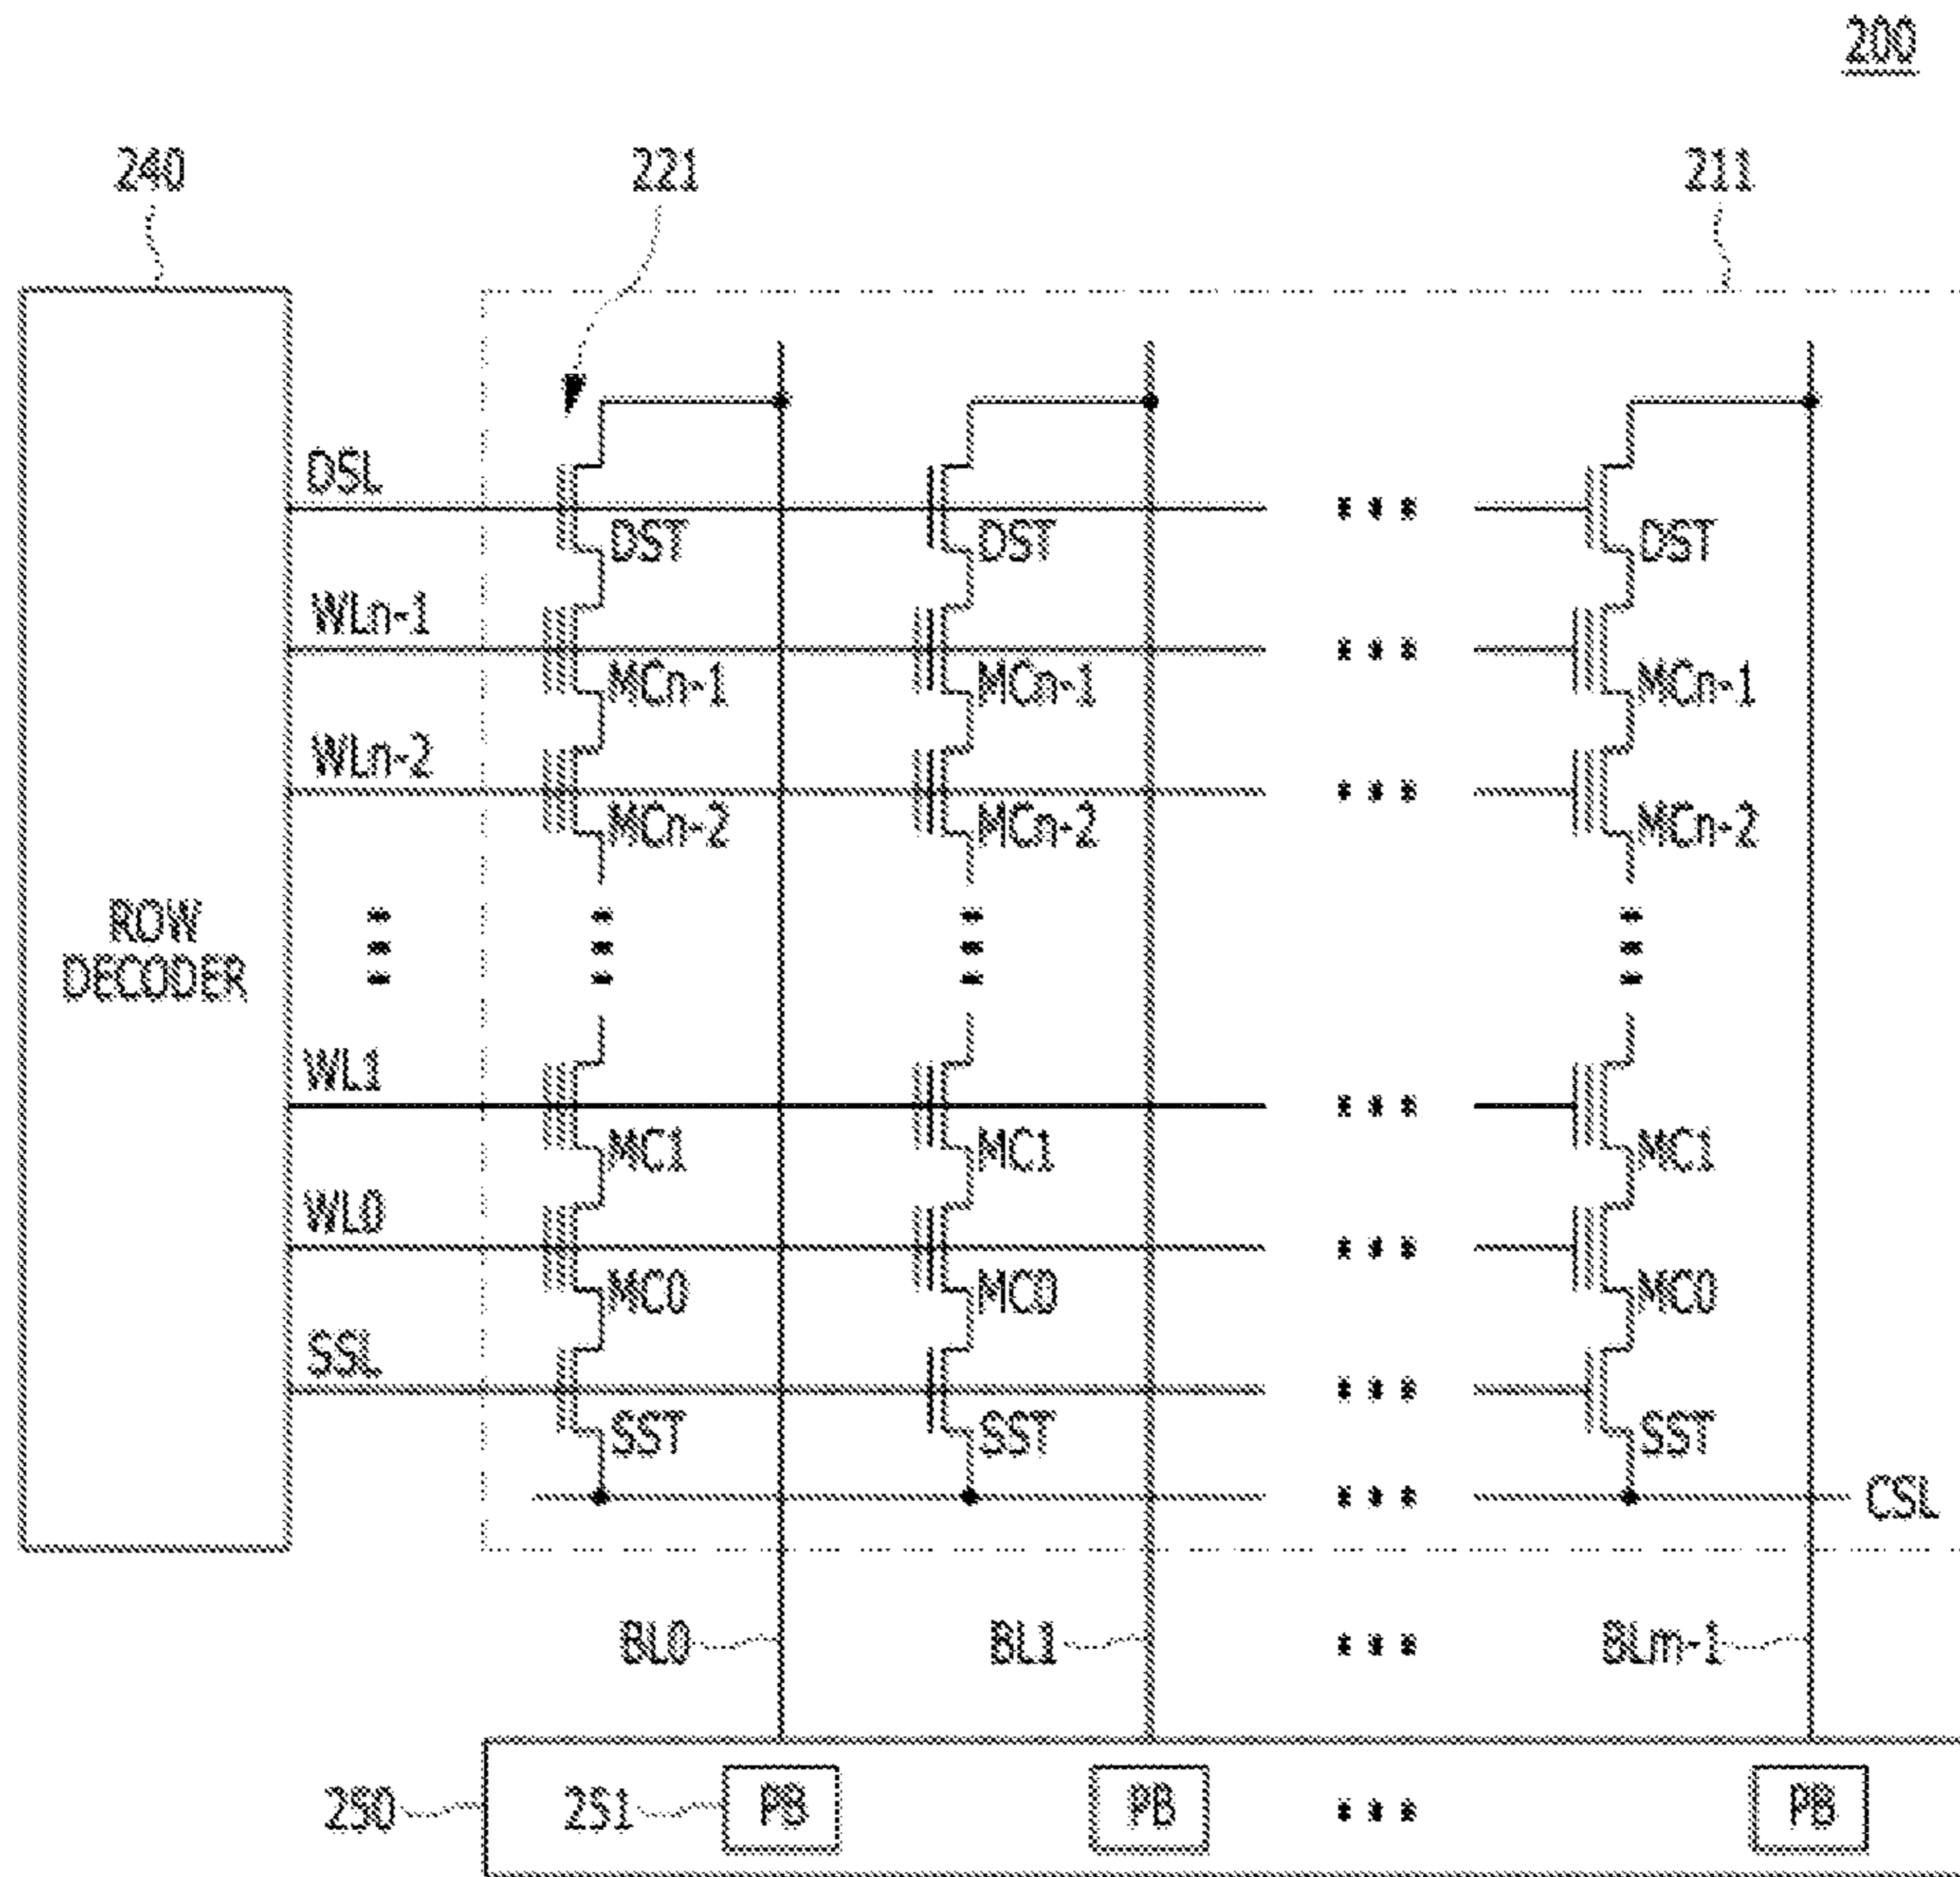 200
240 221 211
DSL
DST DST DST
WLn-1
MCn-1 MCn-1 MCn-1
WLn-2
MCn-2 MCn-2 MCn-2
ROW
DECODER
WL1
MC1 MC1 MC1
WL0
MC0 MC0 MC0
SSL
SST SST SST
CSL
BL0 BL1 BLm-1
250 251 PB PB PB